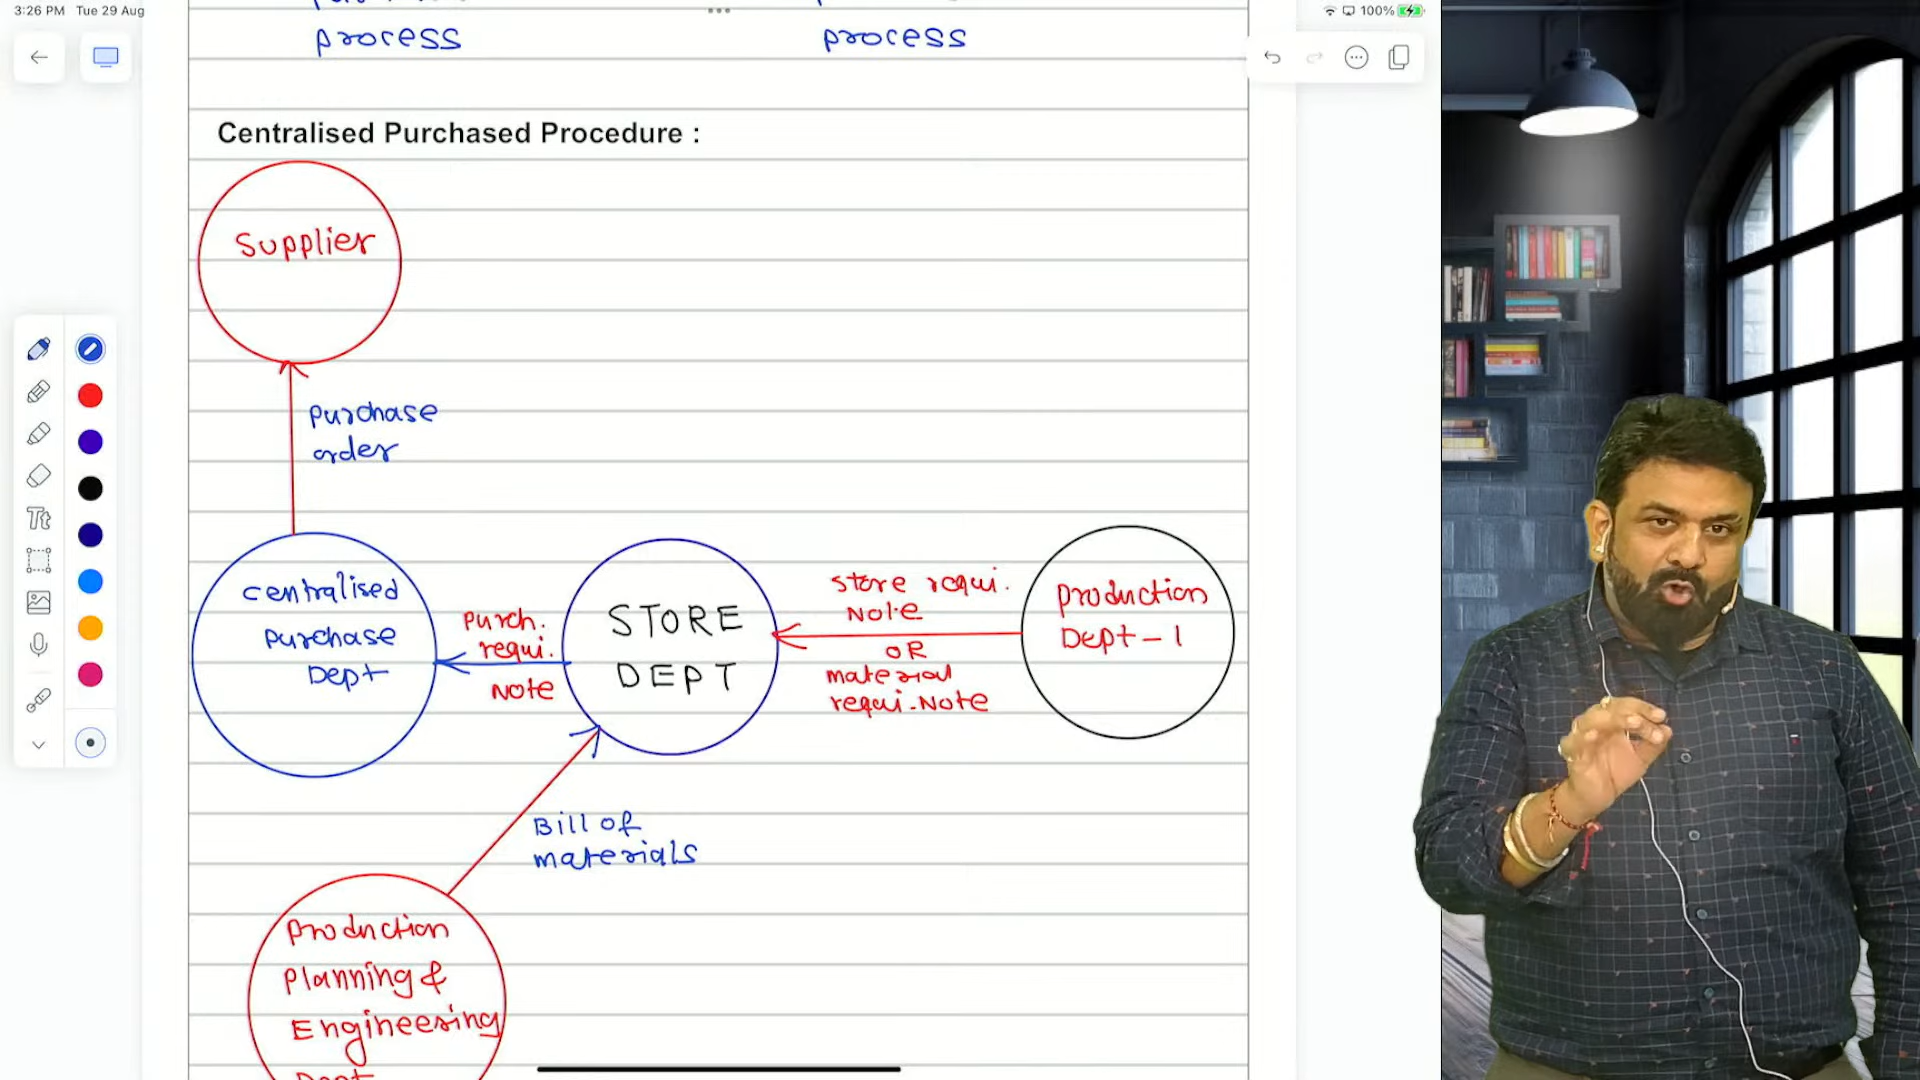 3:26 PM Tue 29 Aug
100%
process
process
Centralised Purchased Procedure :
Supplier
Purchase
order
centralised
purchase
Dept
Purch.
requi.
Note
STORE
DEPT
store requi.
Note
OR
material
requi.Note
production
Dept-1
Bill of
materials
Production
Planning &
Engineering
Tt